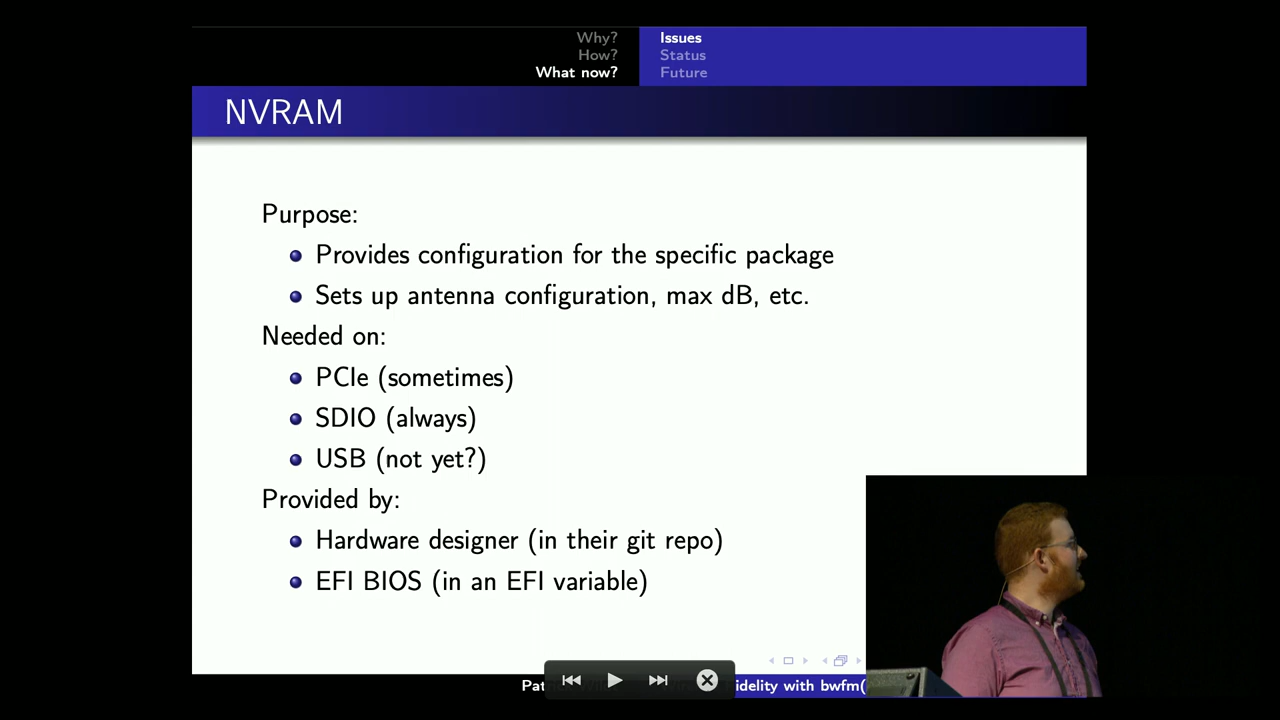 Why?
How?
What now?
Issues
Status
Future
NVRAM
Purpose:
Provides configuration for the specific package
Sets up antenna configuration, max dB, etc.
Needed on:
PCIe (sometimes)
SDIO (always)
USB (not yet?)
Provided by:
Hardware designer (in their git repo)
EFI BIOS (in an EFI variable)
with bwfm(